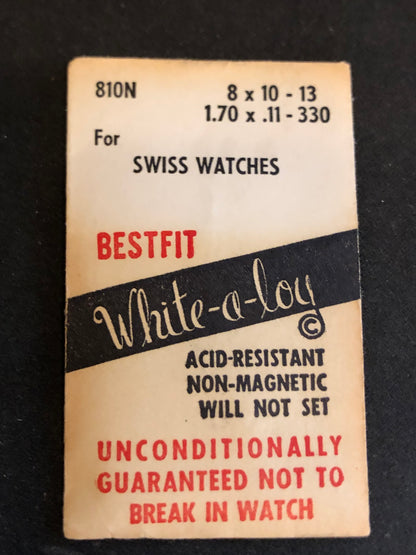 810N 8 x 10 - 13
1.70 x .11 - 330
For
SWISS WATCHES
BESTFIT
White-a-loy ©
ACID-RESISTANT
NON-MAGNETIC
WILL NOT SET
UNCONDITIONALLY
GUARANTEED NOT TO
BREAK IN WATCH